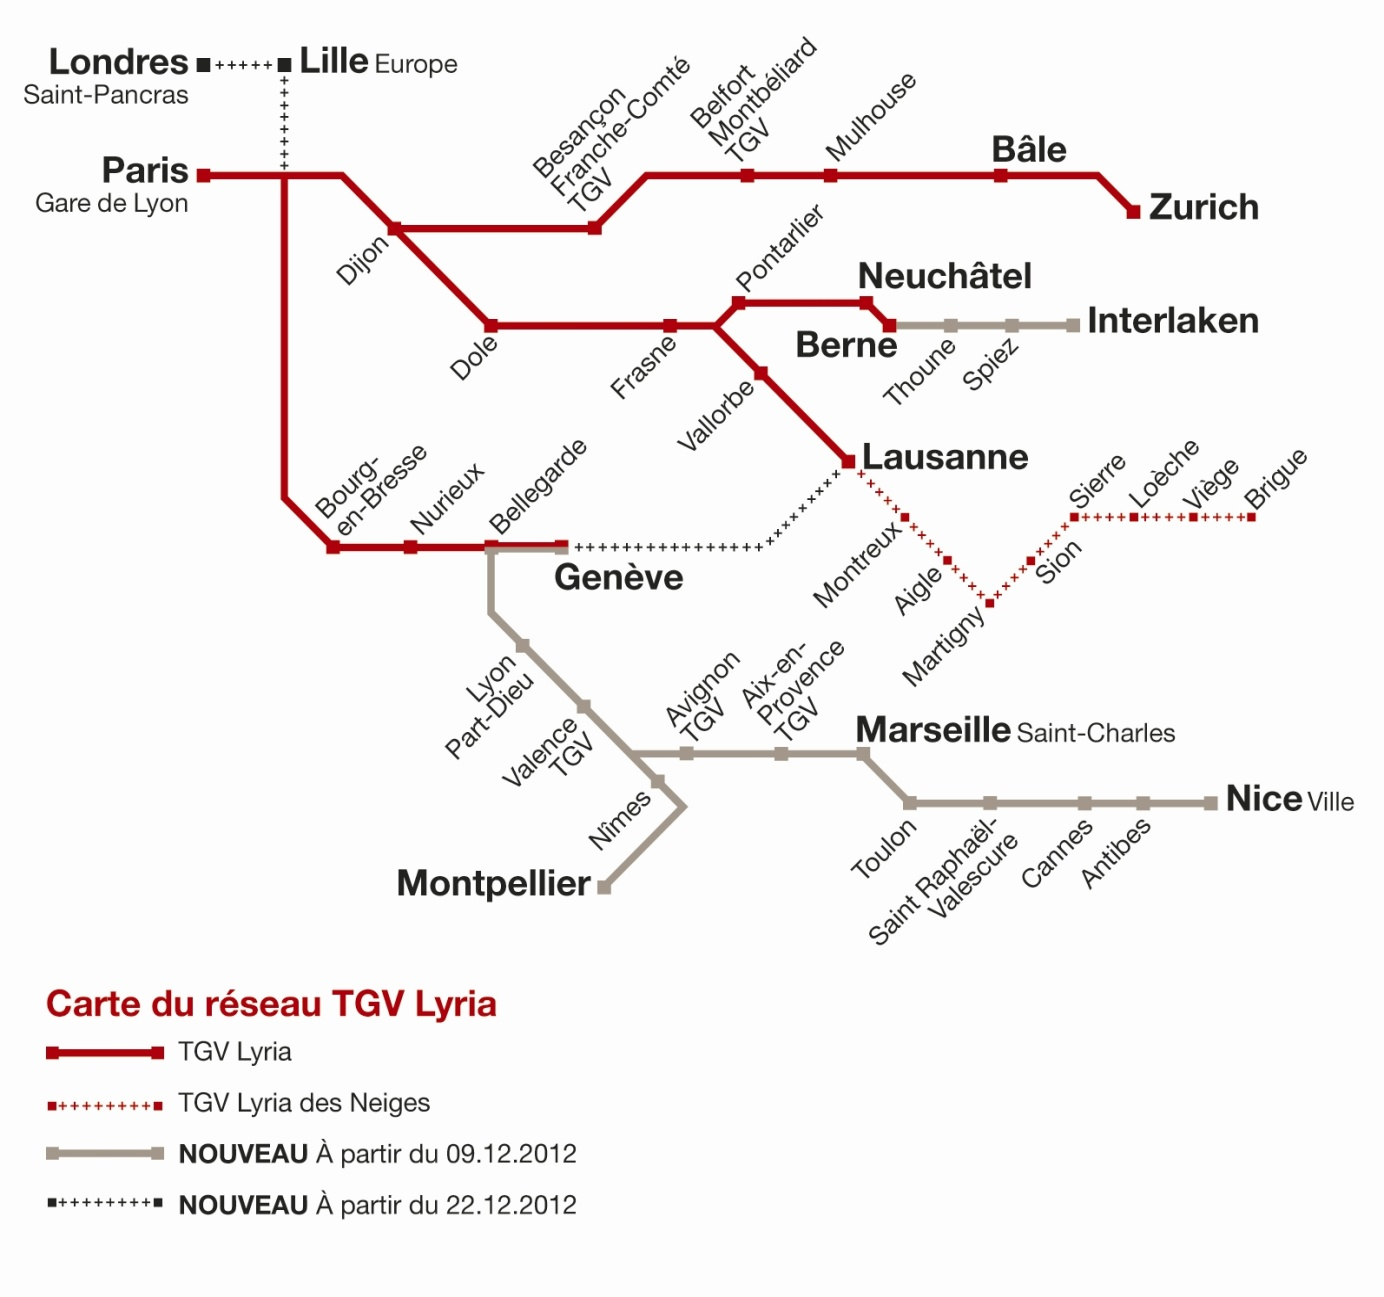 Londres
Saint-Pancras
Lille Europe
Paris
Gare de Lyon
Dijon
Besançon
Franche-Comté
TGV
Belfort
Montbéliard
TGV
Mulhouse
Bâle
Zurich
Dole
Frasne
Pontarlier
Neuchâtel
Berne
Thoune
Spiez
Interlaken
Vallorbe
Lausanne
Bourg-
en-Bresse
Nurieux
Bellegarde
Genève
Montreux
Aigle
Martigny
Sion
Sierre
Loèche
Viège
Brigue
Lyon
Part-Dieu
Valence
TGV
Avignon
TGV
Aix-en-
Provence
TGV
Marseille Saint-Charles
Nîmes
Montpellier
Toulon
Saint Raphaël-
Valescure
Cannes
Antibes
Nice Ville
Carte du réseau TGV Lyria
TGV Lyria
TGV Lyria des Neiges
NOUVEAU À partir du 09.12.2012
NOUVEAU À partir du 22.12.2012